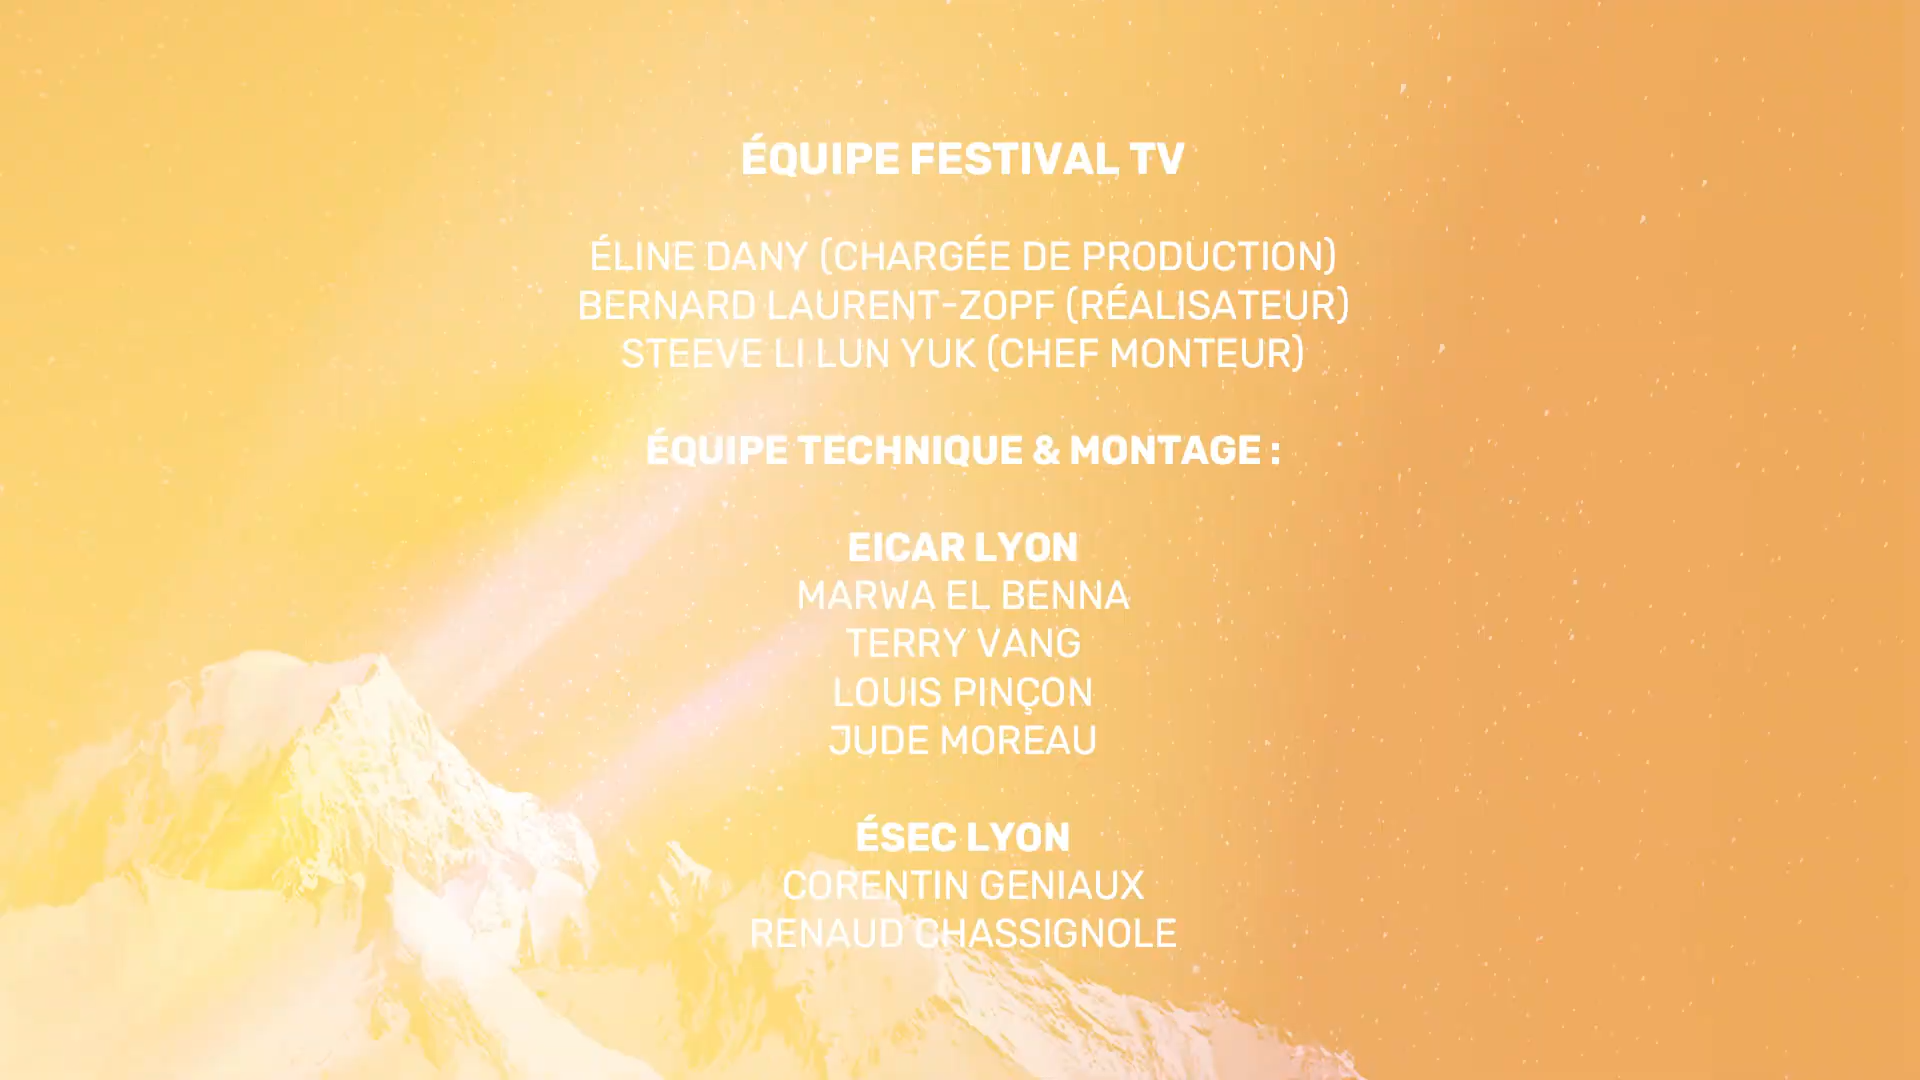 ÉQUIPE FESTIVAL TV
ÉLINE DANY (CHARGÉE DE PRODUCTION)
BERNARD LAURENT-ZOPF (RÉALISATEUR)
STEEVE LI LUN YUK (CHEF MONTEUR)
ÉQUIPE TECHNIQUE & MONTAGE :
EICAR LYON
MARWA EL BENNA
TERRY VANG
LOUIS PINÇON
JUDE MOREAU
ÉSEC LYON
CORENTIN GENIAUX
RENAUD CHASSIGNOLE